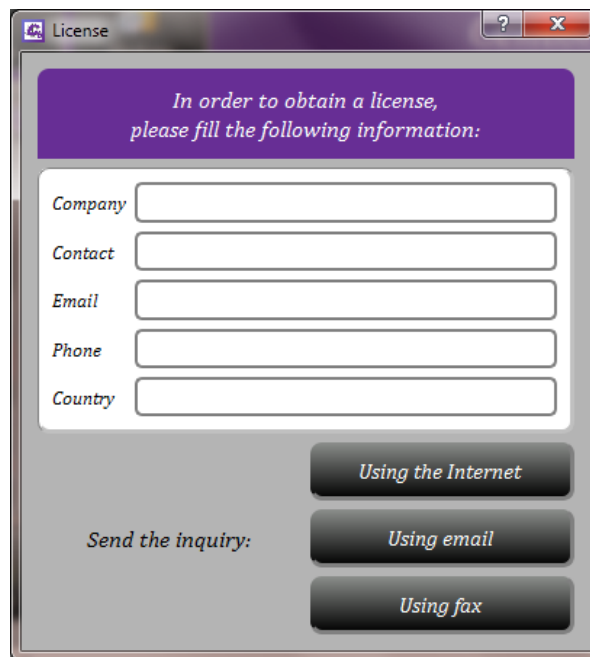 License
?
In order to obtain a license,
please fill the following information:
Company
Contact
Email
Phone
Country
Using the Internet
Send the inquiry:
Using email
Using fax